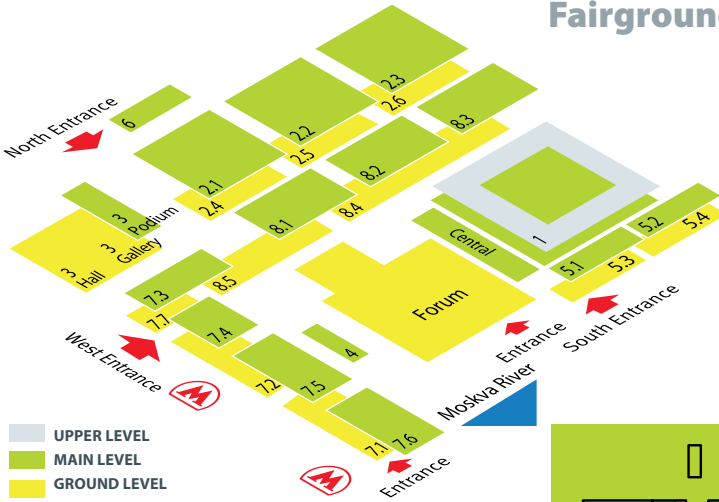 Fairgroun
2.3
2.6
North Entrance
6
2.2
2.5
8.3
2.1
2.4
8.2
8.4
3
Podium
3
Gallery
3
Hall
8.1
8.5
1
Central
5.2
5.4
5.1
5.3
7.3
7.7
7.4
Forum
Entrance
South Entrance
West Entrance
4
7.2
7.5
Moskva River
7.1
7.6
Entrance
M
M
UPPER LEVEL
MAIN LEVEL
GROUND LEVEL